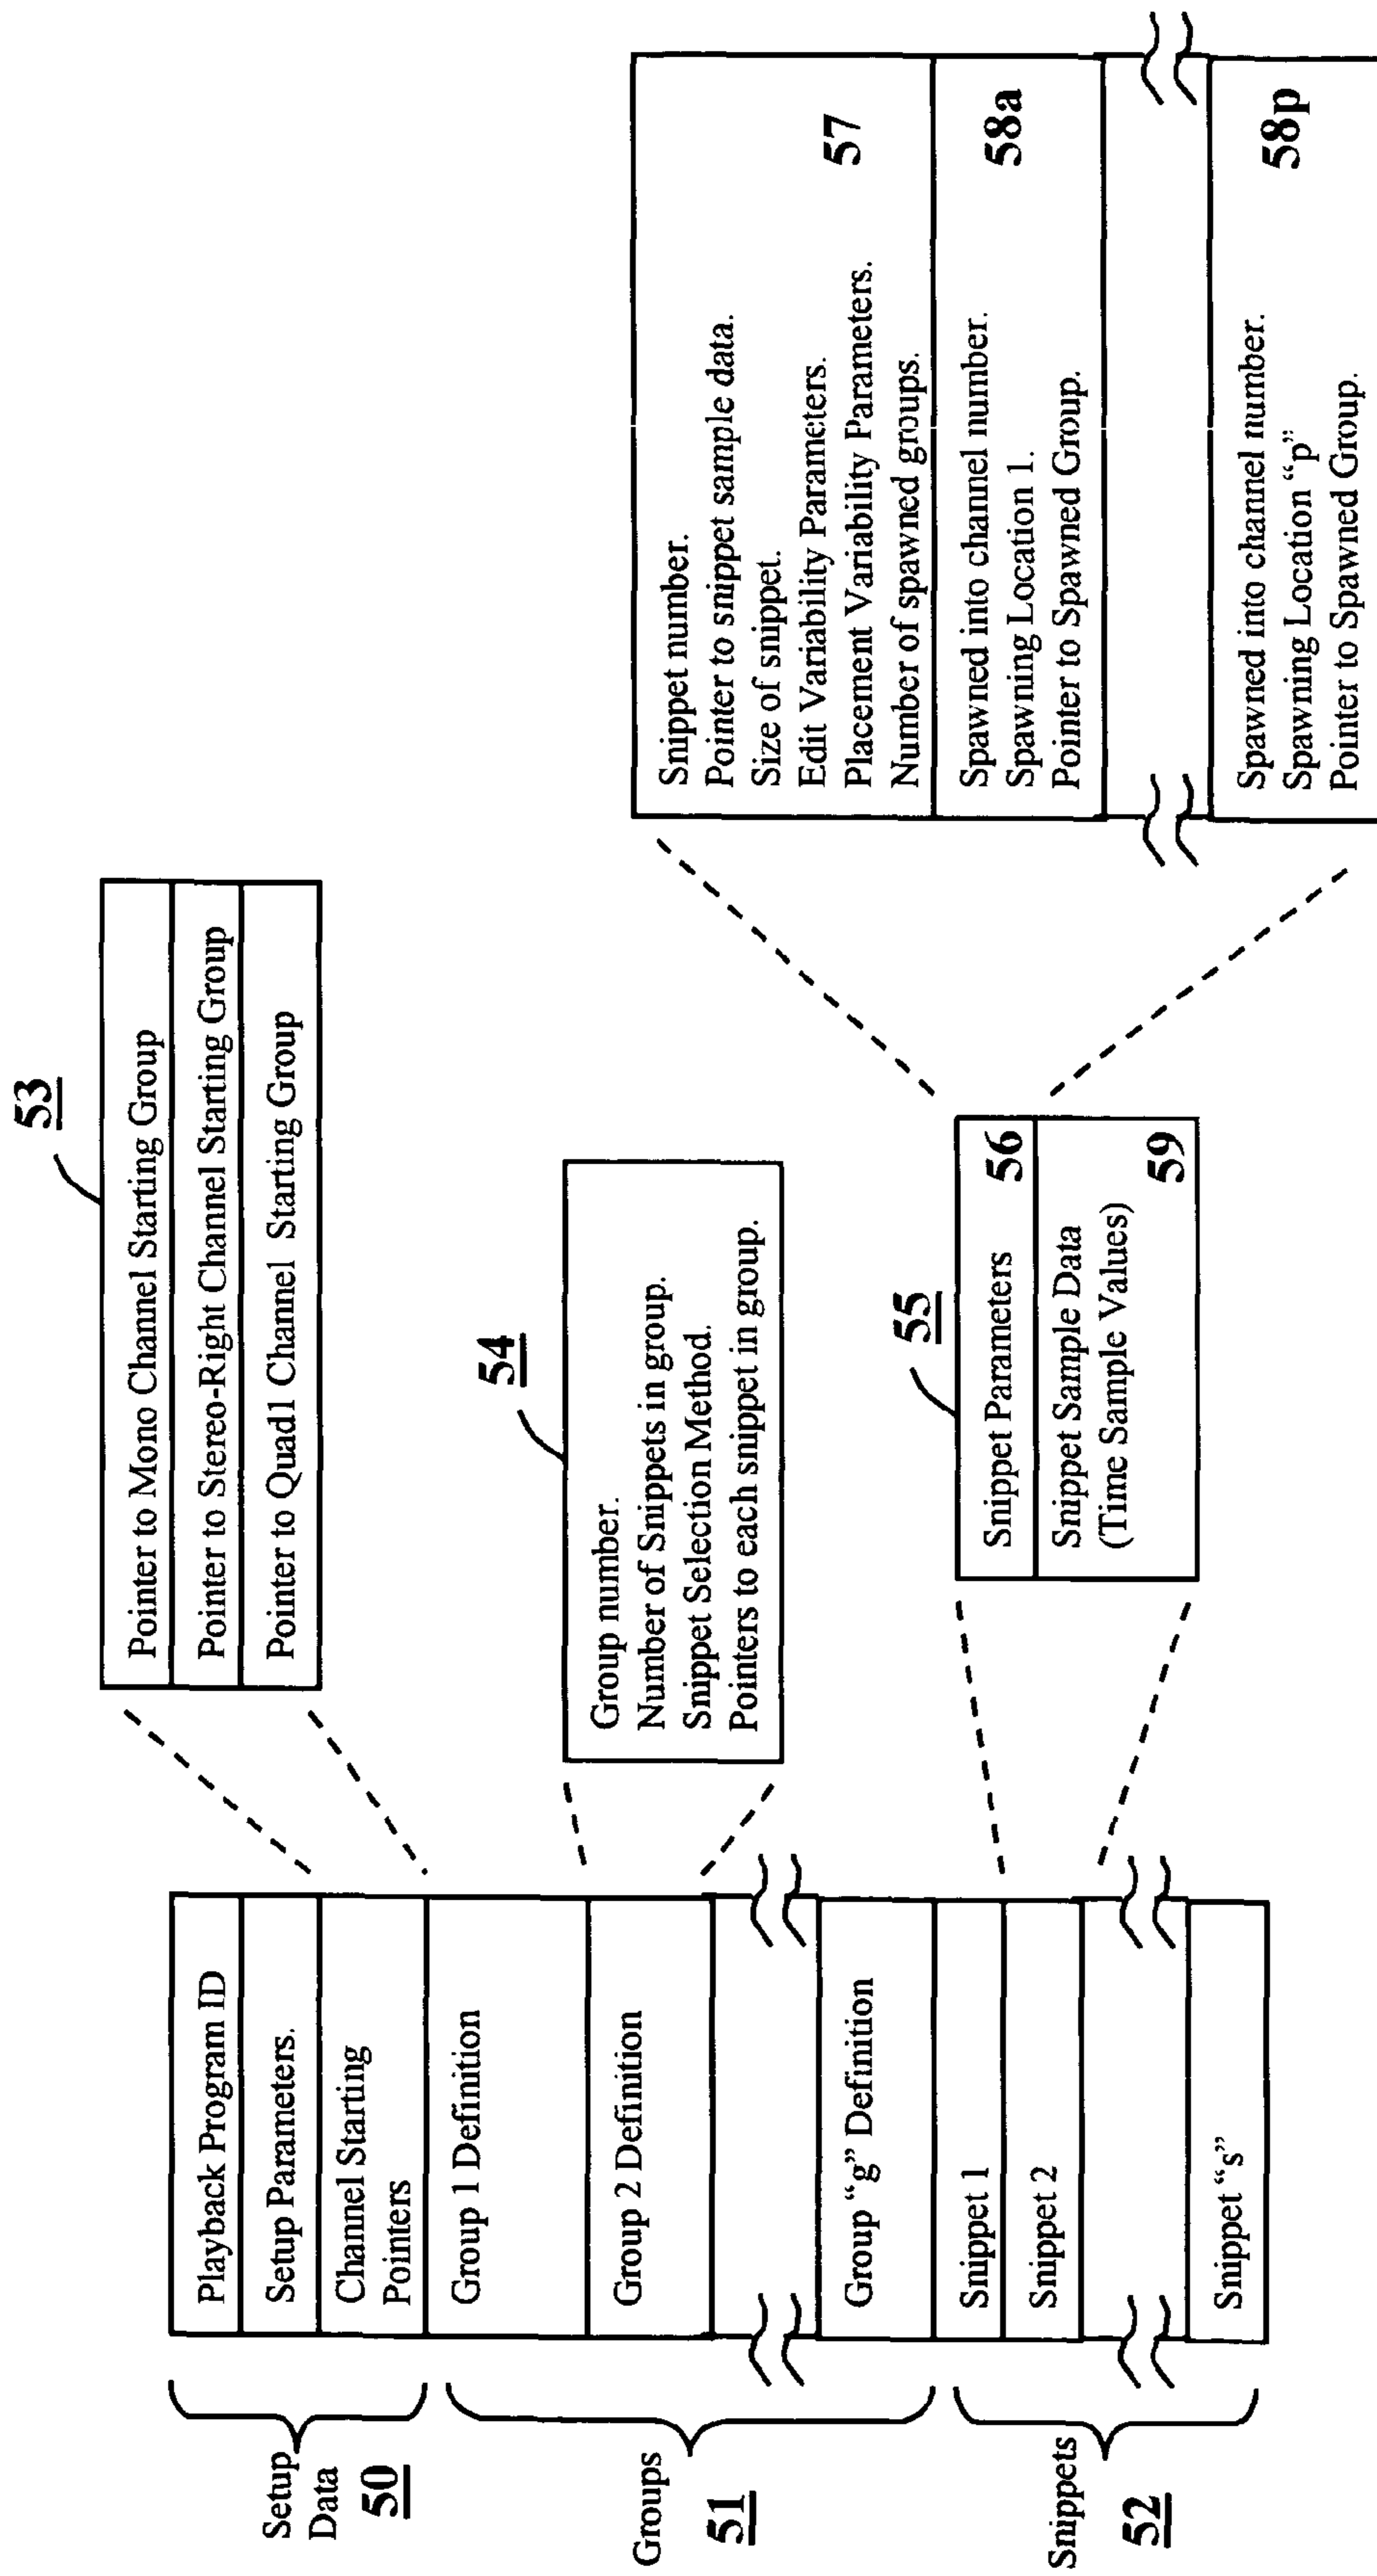 Setup
Data
50
Groups
51
Snippets
52
Playback Program ID
Setup Parameters.
Channel Starting
Pointers
Group 1 Definition
Group 2 Definition
Group “g” Definition
Snippet 1
Snippet 2
Snippet “s”
53
Pointer to Mono Channel Starting Group
Pointer to Stereo-Right Channel Starting Group
Pointer to Quad1 Channel Starting Group
54
Group number.
Number of Snippets in group.
Snippet Selection Method.
Pointers to each snippet in group.
55
Snippet Parameters 56
Snippet Sample Data
(Time Sample Values)
59
Snippet number.
Pointer to snippet sample data.
Size of snippet.
Edit Variability Parameters. 57
Placement Variability Parameters.
Number of spawned groups.
Spawned into channel number.
Spawning Location 1. 58a
Pointer to Spawned Group.
Spawned into channel number.
Spawning Location “p” 58p
Pointer to Spawned Group.